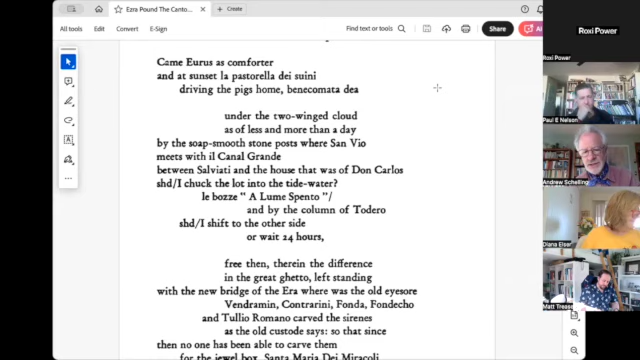 Ezra Pound The Canto...
+ Create
All tools
Edit
Convert
E-Sign
Find text or tools
Share
AI
Came Eurus as comforter
and at sunset la pastorella dei suini
driving the pigs home, benecomata dea
under the two-winged cloud
as of less and more than a day
by the soap-smooth stone posts where San Vio
meets with il Canal Grande
between Salviati and the house that was of Don Carlos
shd/I chuck the lot into the tide-water?
le bozze “ A Lume Spento ”/
and by the column of Todero
shd/I shift to the other side
or wait 24 hours,
free then, therein the difference
in the great ghetto, left standing
with the new bridge of the Era where was the old eyesore
Vendramin, Contrarini, Fonda, Fondecho
and Tullio Romano carved the sirenes
as the old custode says: so that since
then no one has been able to carve them
for the jewel box, Santa Maria Dei Miracoli
Roxi Power
Roxi Power
Paul E Nelson
Andrew Schelling
Diana Elser
Matt Trease